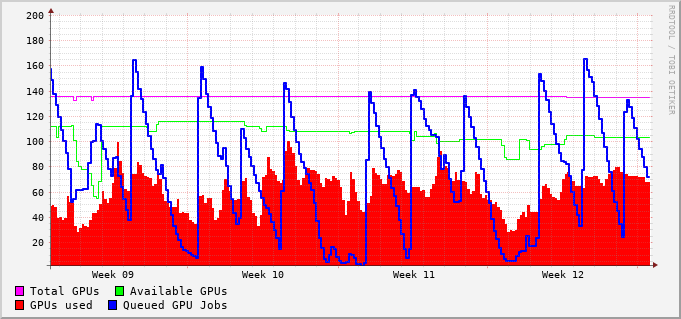 200
180
160
140
120
100
80
60
40
20
Week 09 Week 10 Week 11 Week 12
Total GPUs Available GPUs
GPUs used Queued GPU Jobs
RRDTOOL / TOBI OETIKER